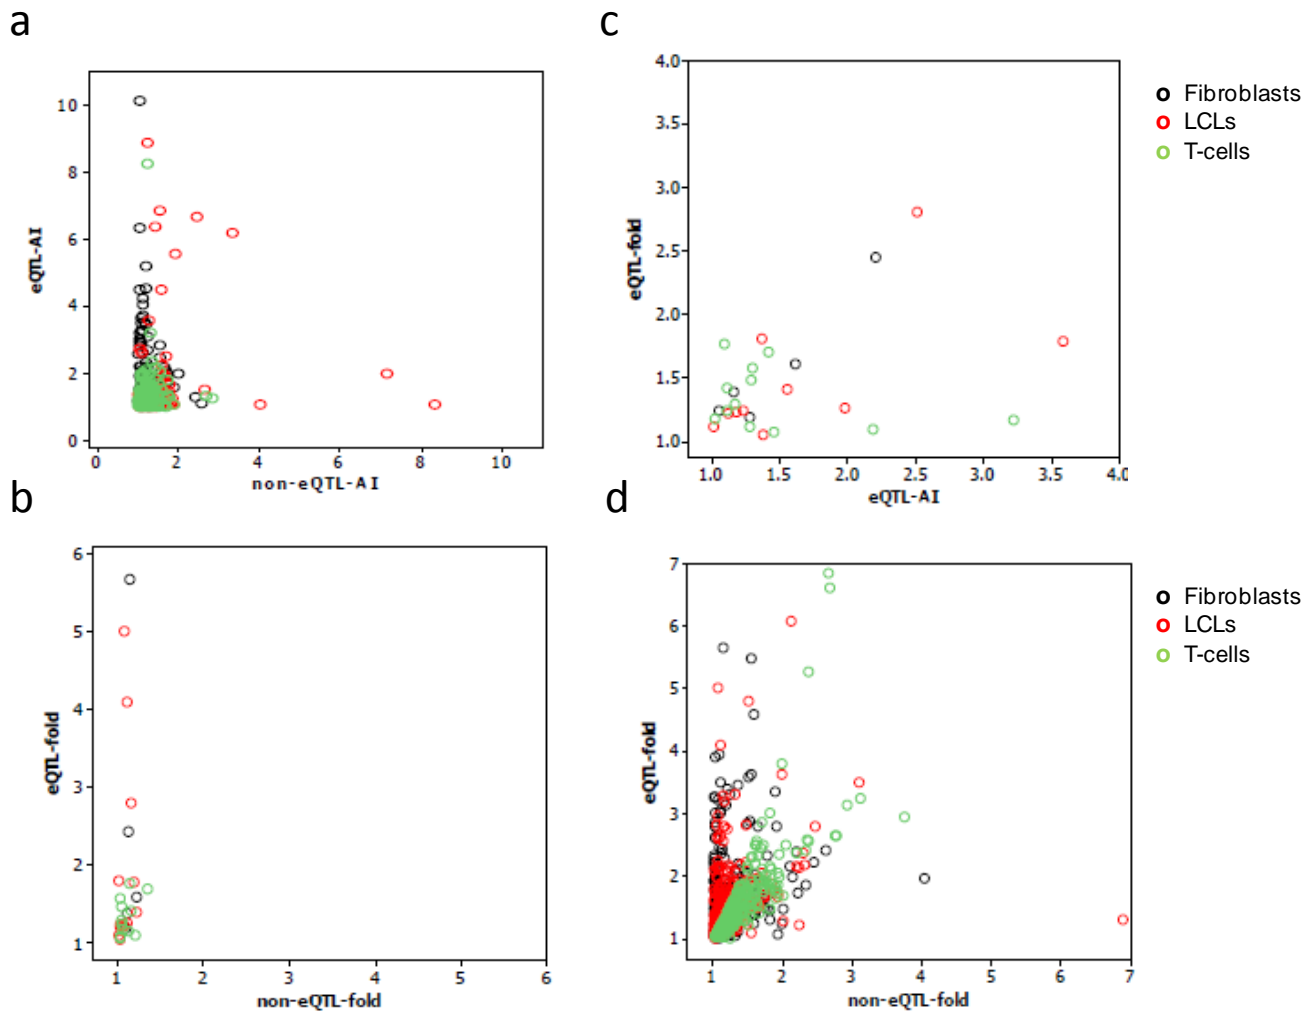 a
10
8
6
4
2
0
eQTL-AI
0 2 4 6 8 10
non-eQTL-AI
c
4.0
3.5
3.0
2.5
2.0
1.5
1.0
eQTL-fold
1.0 1.5 2.0 2.5 3.0 3.5 4.0
eQTL-AI
Fibroblasts
LCLs
T-cells
b
6
5
4
3
2
1
eQTL-fold
1 2 3 4 5 6
non-eQTL-fold
d
7
6
5
4
3
2
1
eQTL-fold
1 2 3 4 5 6 7
non-eQTL-fold
Fibroblasts
LCLs
T-cells